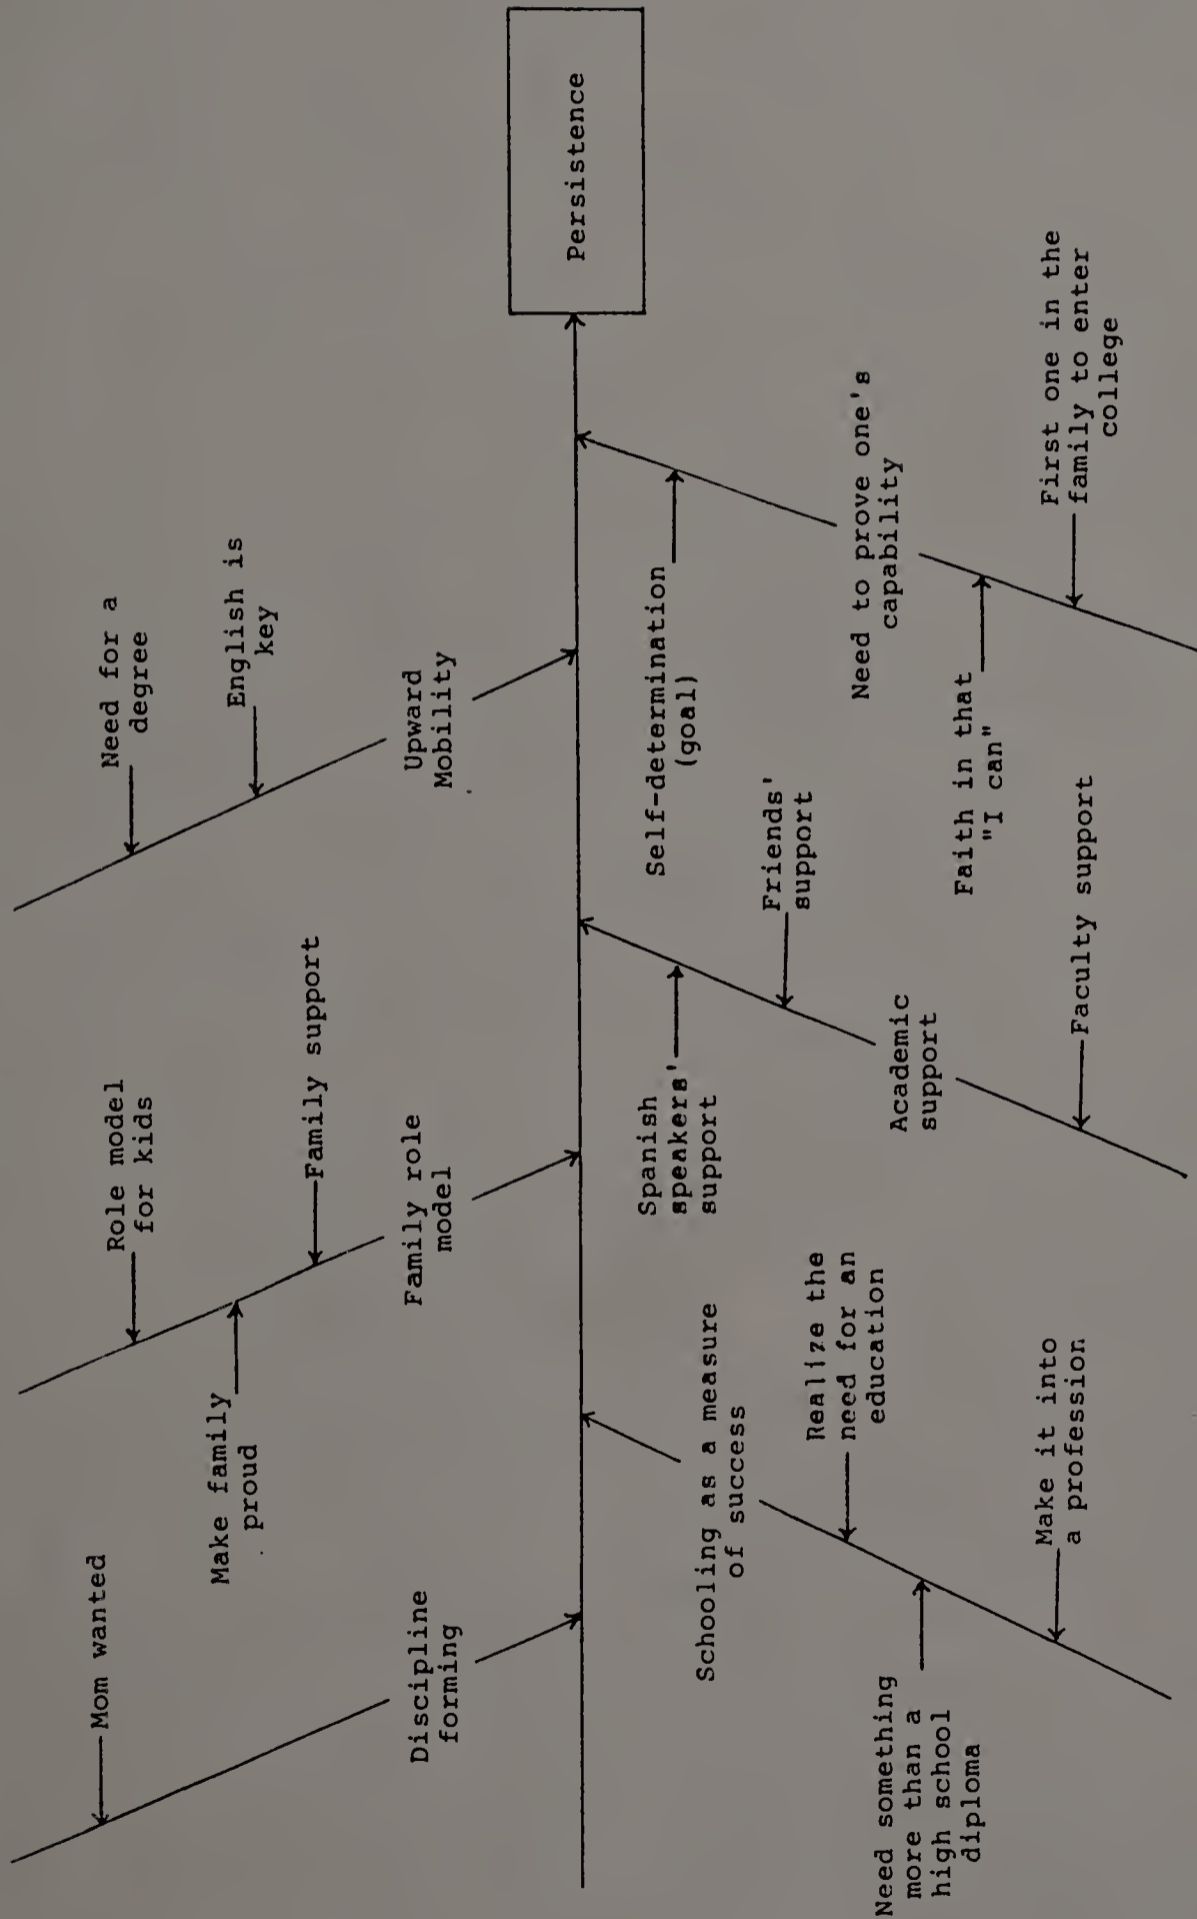 Mom wanted
Discipline
forming
Role model
for kids
Make family
proud
Family support
Family role
model
Need for a
degree
English is
key
Upward
Mobility
Persistence
Schooling as a measure
of success
Realize the
need for an
education
Need something
more than a
high school
diploma
Make it into
a profession
Spanish
speakers'
support
Friends'
support
Academic
support
Faculty support
Self-determination
(goal)
Need to prove one's
capability
Faith in that
"I can"
First one in the
family to enter
college